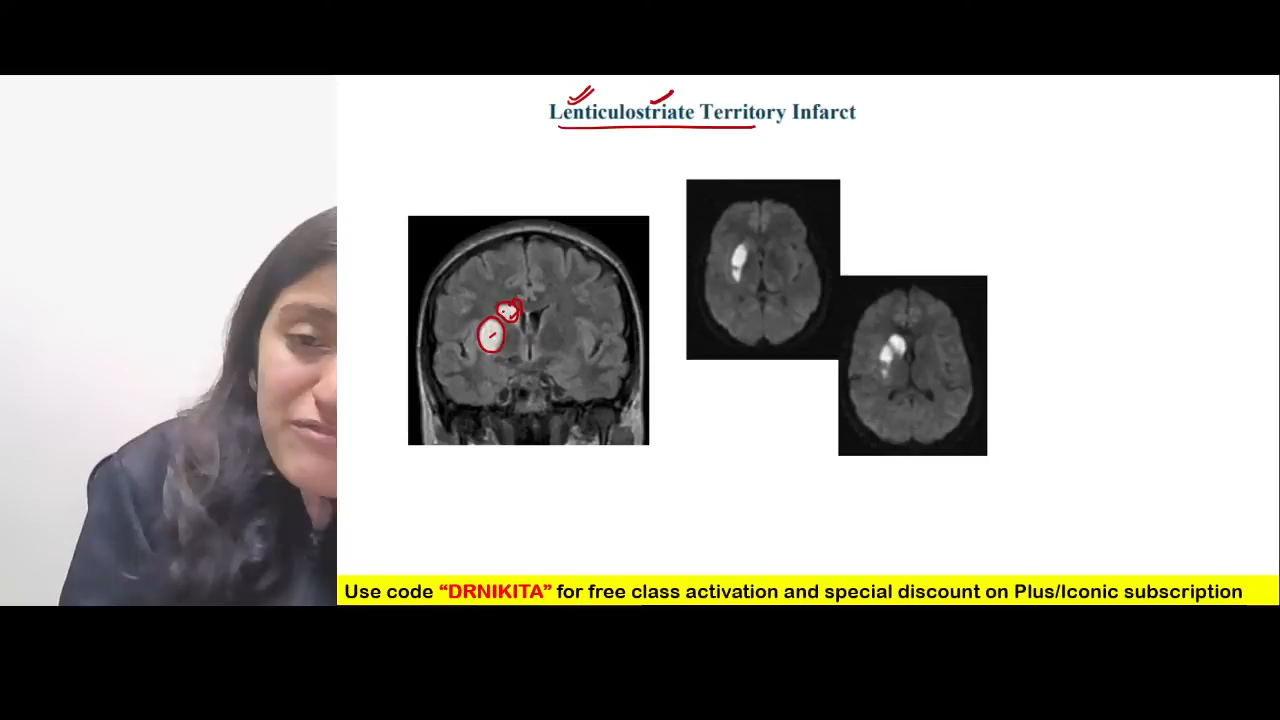 Lenticulostriate Territory Infarct
Use code “DRNIKITA” for free class activation and special discount on Plus/Iconic subscription